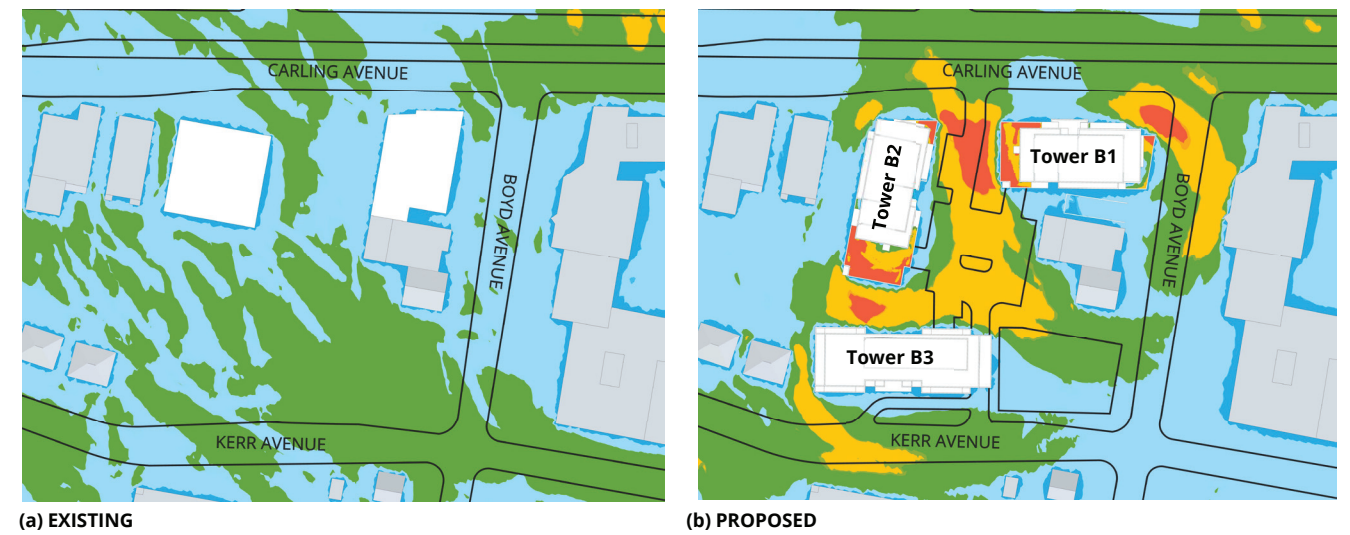 CARLING AVENUE
BOYD AVENUE
KERR AVENUE
(a) EXISTING
CARLING AVENUE
Tower B2
Tower B1
BOYD AVENUE
Tower B3
KERR AVENUE
(b) PROPOSED